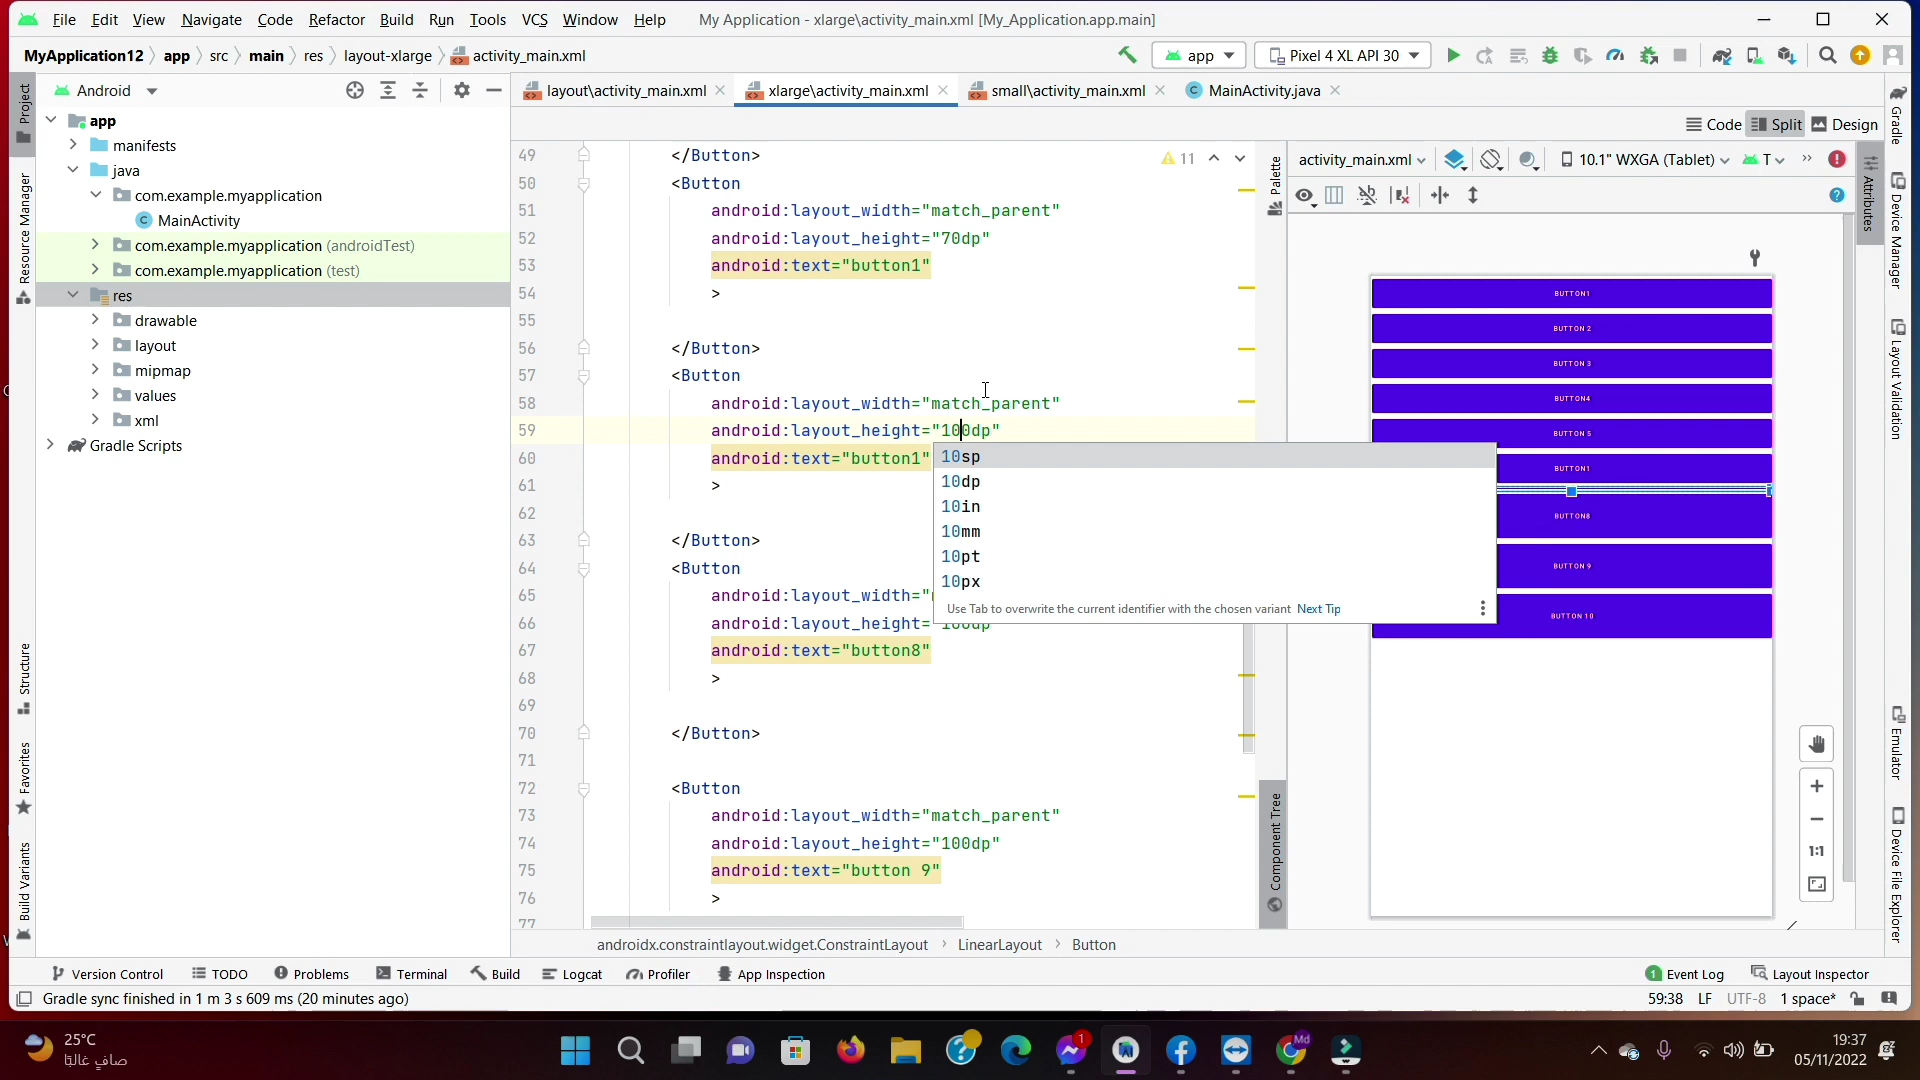 File Edit View Navigate Code Refactor Build Run Tools VCS Window Help My Application - xlarge\activity_main.xml [My_Application.app.main]
MyApplication12 app src main res layout-xlarge activity_main.xml app Pixel 4 XL API 30
Android
layout\activity_main.xml xlarge\activity_main.xml small\activity_main.xml MainActivity.java
Code Split Design
Project
Resource Manager
Structure
Favorites
Build Variants
app
manifests
java
com.example.myapplication
MainActivity
com.example.myapplication (androidTest)
com.example.myapplication (test)
res
drawable
layout
mipmap
values
xml
Gradle Scripts
49 </Button>
50 <Button
51 android:layout_width="match_parent"
52 android:layout_height="70dp"
53 android:text="button1"
54 >
55
56 </Button>
57 <Button
58 android:layout_width="match_parent"
59 android:layout_height="100dp"
60 android:text="button1"
61 >
62
63 </Button>
64 <Button
65 android:layout_width="
66 android:layout_height="100dp"
67 android:text="button8"
68 >
69
70 </Button>
71
72 <Button
73 android:layout_width="match_parent"
74 android:layout_height="100dp"
75 android:text="button 9"
76 >
77
11
10sp
10dp
10in
10mm
10pt
10px
Use Tab to overwrite the current identifier with the chosen variant Next Tip
Palette
Component Tree
activity_main.xml 10.1" WXGA (Tablet) T
BUTTON1
BUTTON 2
BUTTON 3
BUTTON4
BUTTON 5
BUTTON1
BUTTON8
BUTTON 9
BUTTON 10
1:1
Attributes
Gradle
Device Manager
Layout Validation
Emulator
Device File Explorer
androidx.constraintlayout.widget.ConstraintLayout LinearLayout Button
Version Control TODO Problems Terminal Build Logcat Profiler App Inspection 1 Event Log Layout Inspector
Gradle sync finished in 1 m 3 s 609 ms (20 minutes ago) 59:38 LF UTF-8 1 space*
25°C
صافٍ غالبًا
1
Md
19:37
05/11/2022